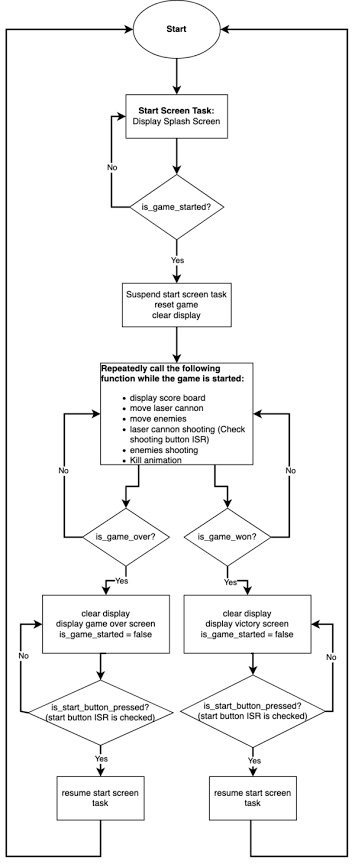 Start
Start Screen Task:
Display Splash Screen
No
is_game_started?
Yes
Suspend start screen task
reset game
clear display
Repeatedly call the following
function while the game is started:
• display score board
• move laser cannon
• move enemies
• laser cannon shooting (Check
shooting button ISR)
• enemies shooting
• Kill animation
No
No
is_game_over?
is_game_won?
Yes
Yes
clear display
display game over screen
is_game_started = false
clear display
display victory screen
is_game_started = false
No
No
is_start_button_pressed?
(start button ISR is checked)
is_start_button_pressed?
(start button ISR is checked)
Yes
Yes
resume start screen
task
resume start screen
task